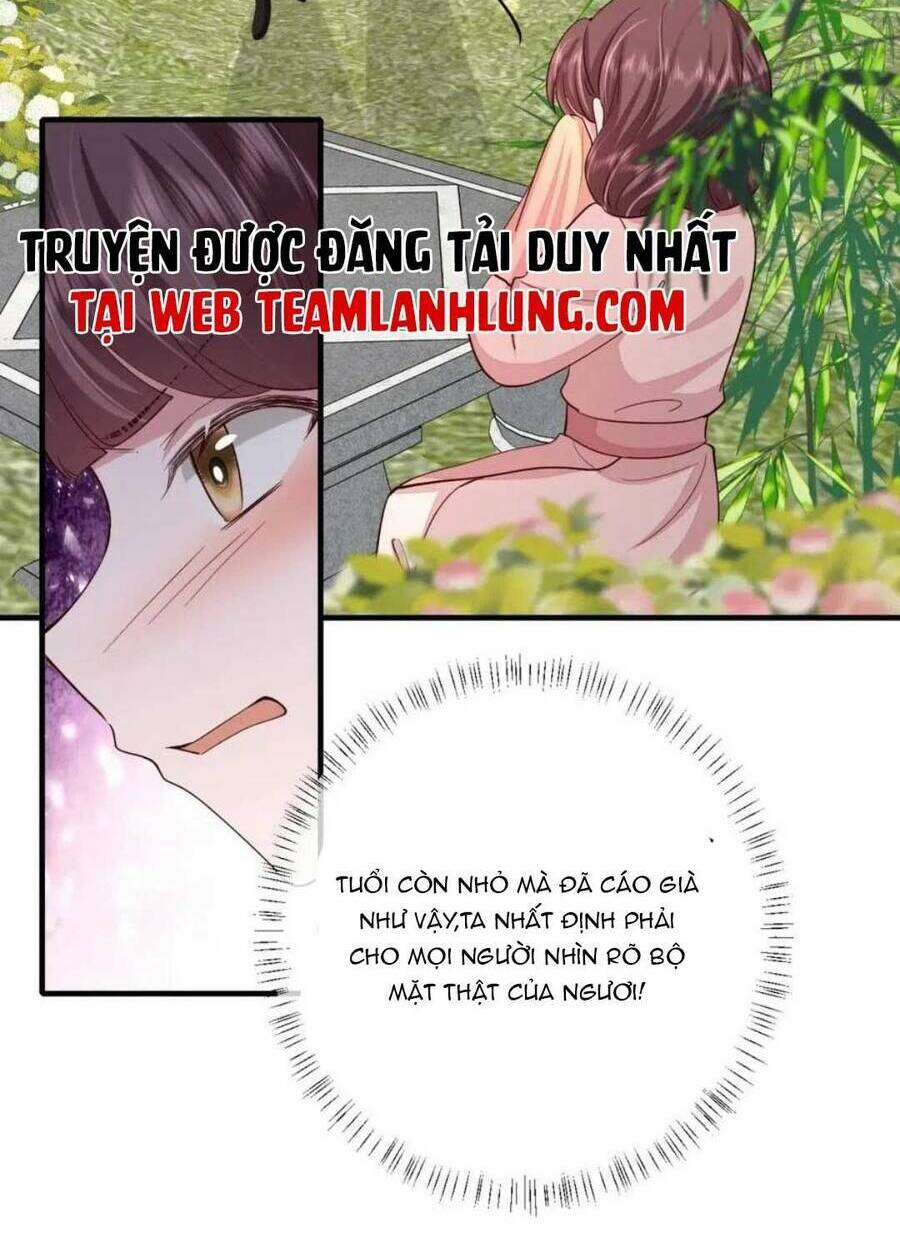 TRUYỆN ĐƯỢC ĐĂNG TẢI DUY NHẤT
TẠI WEB TEAMLANHLUNG.COM
TUỔI CÒN NHỎ MÀ ĐÃ CÁO GIÀ
NHƯ VẬY,TA NHẤT ĐỊNH PHẢI
CHO MỌI NGƯỜI NHÌN RÕ BỘ
MẶT THẬT CỦA NGƯƠI!